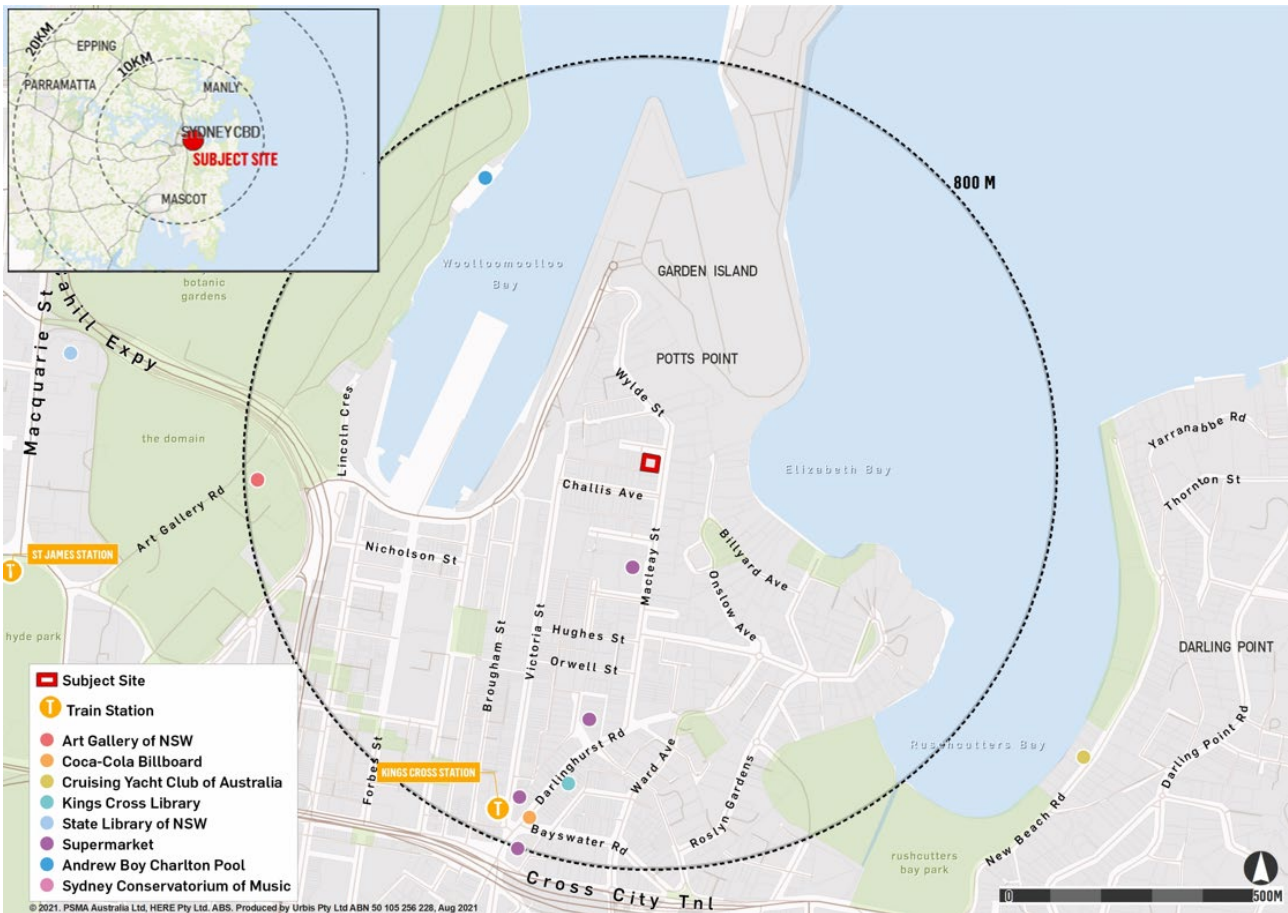 20KM
EPPING
10KM
PARRAMATTA
MANLY
SYDNEY CBD
SUBJECT SITE
MASCOT
800 M
botanic
gardens
Woolloomoolloo
Bay
GARDEN ISLAND
Macquarie St
ahill Expy
POTTS POINT
Wylde St
Lincoln Cres
the domain
Yarranabbe Rd
Elizabeth Bay
Thornton St
Art Gallery Rd
Challis Ave
ST JAMES STATION
T
Nicholson St
Billyard Ave
Macleay St
Onslow Ave
hyde park
Hughes St
Victoria St
Brougham St
Orwell St
DARLING POINT
Subject Site
T
Train Station
Art Gallery of NSW
Coca-Cola Billboard
Cruising Yacht Club of Australia
Kings Cross Library
State Library of NSW
Supermarket
Andrew Boy Charlton Pool
Sydney Conservatorium of Music
Forbes St
KINGS CROSS STATION
T
Darlinghurst Rd
Ward Ave
Roslyn Gardens
Rushcutters Bay
Darling Point Rd
New Beach Rd
Bayswater Rd
rushcutters
bay park
Cross City Tnl
0
500M
© 2021. PSMA Australia Ltd, HERE Pty Ltd. ABS. Produced by Urbis Pty Ltd ABN 50 105 256 228, Aug 2021